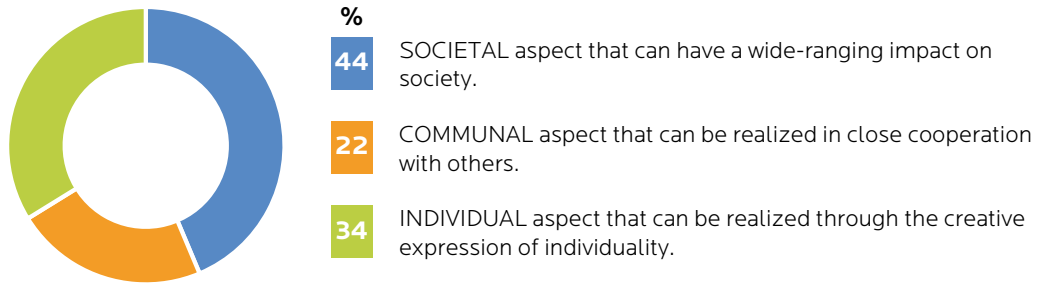 %
44
SOCIETAL aspect that can have a wide-ranging impact on
society.
22
COMMUNAL aspect that can be realized in close cooperation
with others.
34
INDIVIDUAL aspect that can be realized through the creative
expression of individuality.